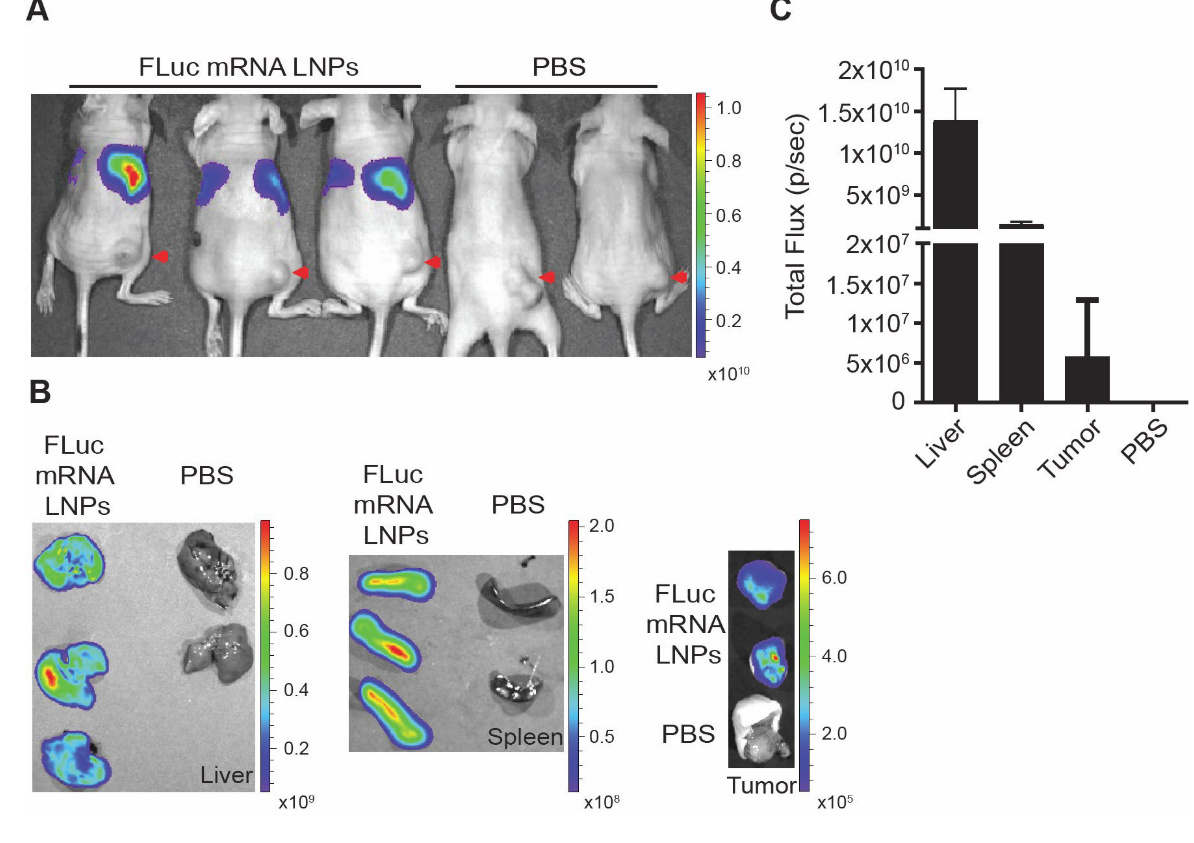 A
FLuc mRNA LNPs
PBS
1.0
0.8
0.6
0.4
0.2
x10¹⁰
C
Total Flux (p/sec)
2x10¹⁰
1.5x10¹⁰
1x10¹⁰
5x10⁹
2x10⁷
1.5x10⁷
1x10⁷
5x10⁶
0
Liver
Spleen
Tumor
PBS
B
FLuc
mRNA
LNPs
PBS
Liver
0.8
0.6
0.4
0.2
x10⁹
FLuc
mRNA
LNPs
PBS
Spleen
2.0
1.5
1.0
0.5
x10⁸
FLuc
mRNA
LNPs
PBS
Tumor
6.0
4.0
2.0
x10⁵